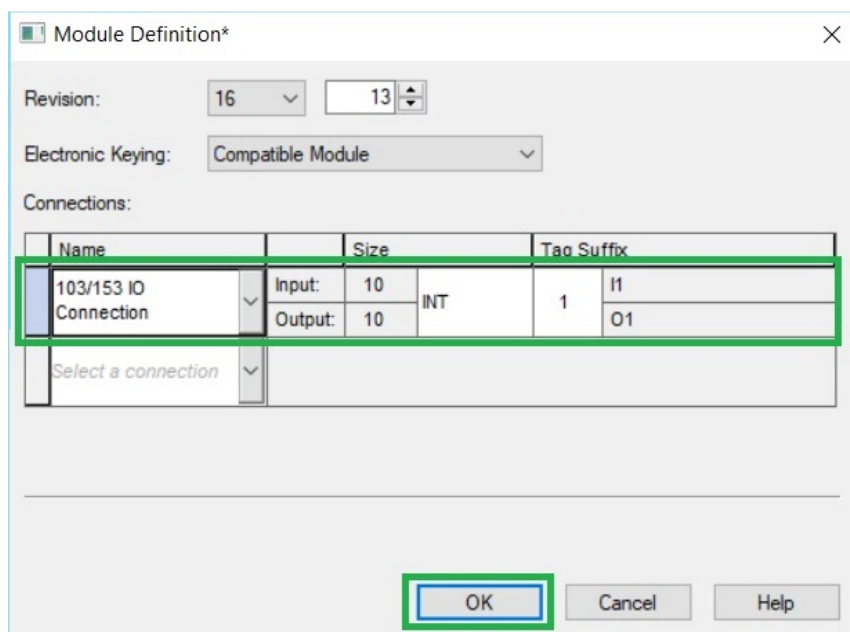 Module Definition*
Revision: 16 13
Electronic Keying: Compatible Module
Connections:
Name Size Tag Suffix
103/153 IO Connection
Input: 10 INT 1 I1
Output: 10 O1
Select a connection
OK Cancel Help